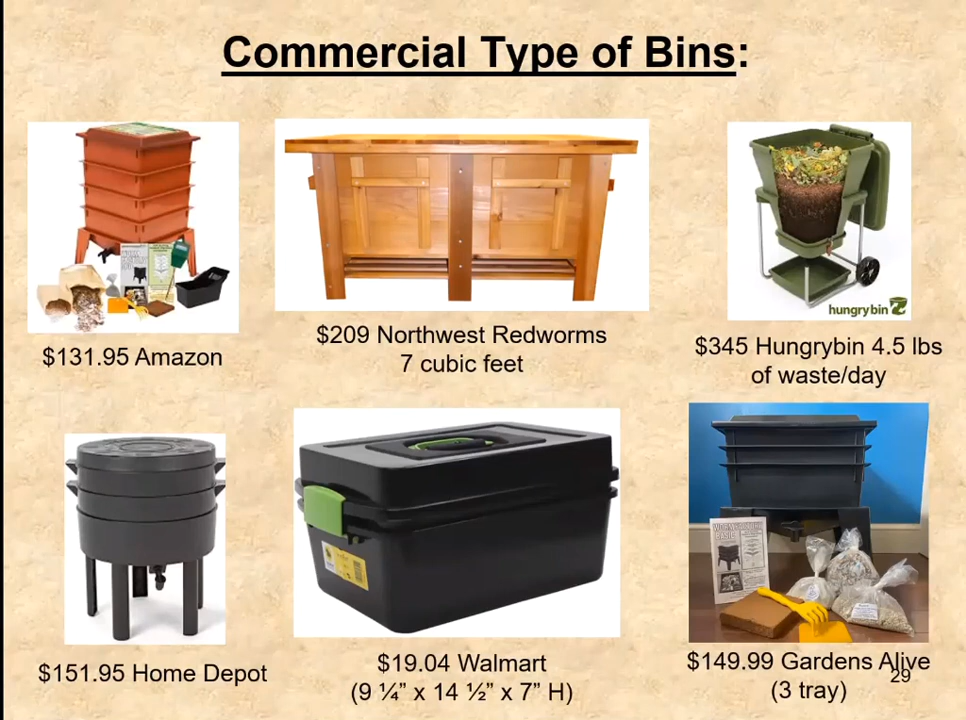 Commercial Type of Bins:
hungrybin
$131.95 Amazon
$209 Northwest Redworms
7 cubic feet
$345 Hungrybin 4.5 lbs
of waste/day
$151.95 Home Depot
$19.04 Walmart
(9 ¼” x 14 ½” x 7” H)
$149.99 Gardens Alive
(3 tray)
29